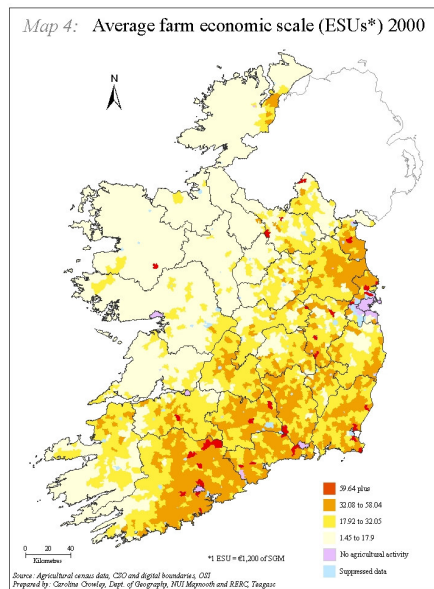 Map 4: Average farm economic scale (ESUs*) 2000
N
59.64 plus
32.08 to 58.04
17.92 to 32.05
1.45 to 17.9
No agricultural activity
Suppressed data
0 20 40
Kilometres
*1 ESU = €1,200 of SGM
Source: Agricultural census data, CSO and digital boundaries, OSI
Prepared by: Caroline Crowley, Dept. of Geography, NUI Maynooth and RERC, Teagasc